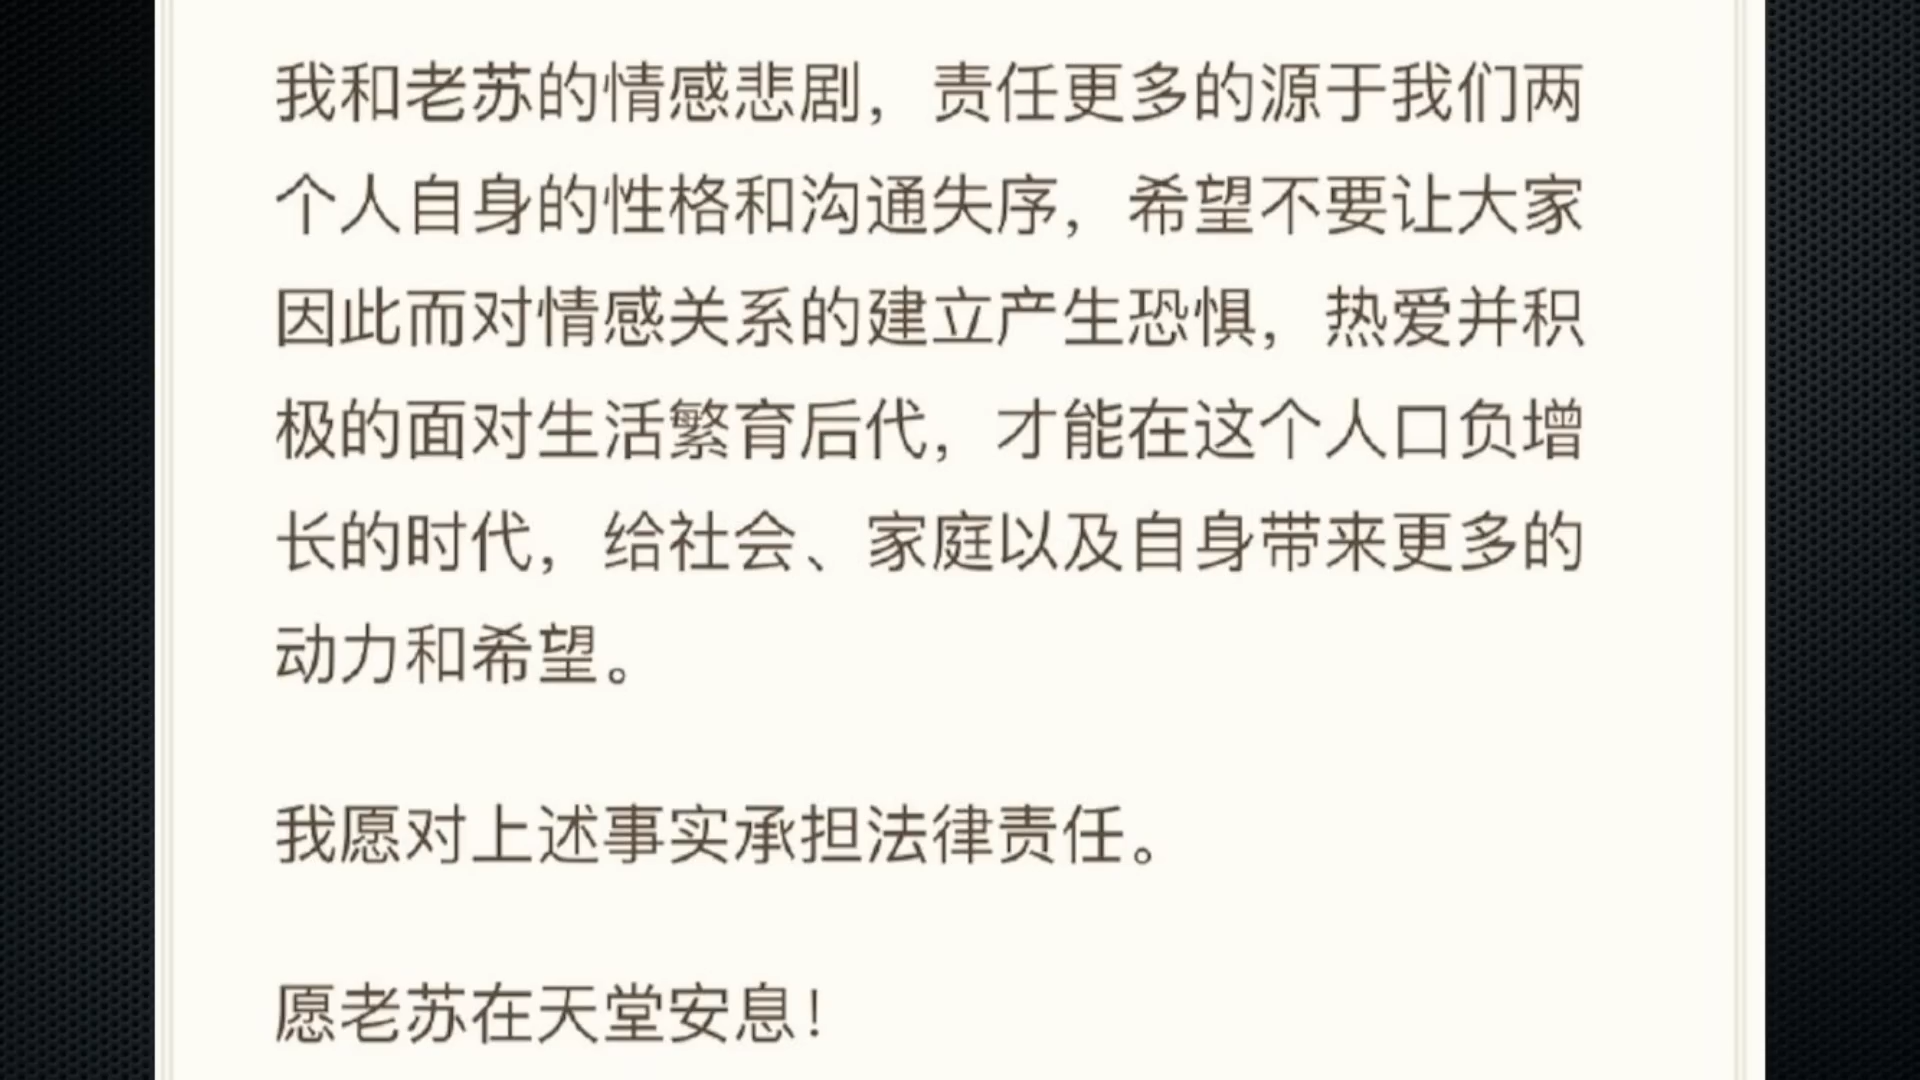 我和老苏的情感悲剧，责任更多的源于我们两
个人自身的性格和沟通失序，希望不要让大家
因此而对情感关系的建立产生恐惧，热爱并积
极的面对生活繁育后代，才能在这个人口负增
长的时代，给社会、家庭以及自身带来更多的
动力和希望。
我愿对上述事实承担法律责任。
愿老苏在天堂安息！